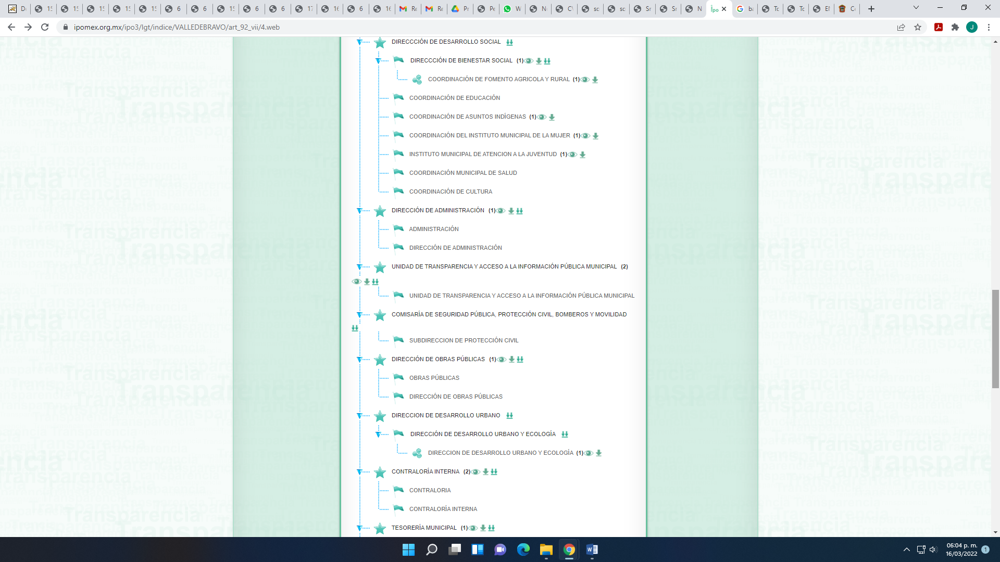 ipomex.org.mx/ipo3/lgt/indice/VALLEDEBRAVO/art_92_vii/4.web
DIRECCCIÓN DE DESARROLLO SOCIAL
DIRECCCIÓN DE BIENESTAR SOCIAL (1)
COORDINACIÓN DE FOMENTO AGRICOLA Y RURAL (1)
COORDINACIÓN DE EDUCACIÓN
COORDINACIÓN DE ASUNTOS INDÍGENAS (1)
COORDINACIÓN DEL INSTITUTO MUNICIPAL DE LA MUJER (1)
INSTITUTO MUNICIPAL DE ATENCION A LA JUVENTUD (1)
COORDINACIÓN MUNICIPAL DE SALUD
COORDINACIÓN DE CULTURA
DIRECCIÓN DE ADMINISTRACIÓN (1)
ADMINISTRACIÓN
DIRECCIÓN DE ADMINISTRACIÓN
UNIDAD DE TRANSPARENCIA Y ACCESO A LA INFORMACIÓN PÚBLICA MUNICIPAL (2)
UNIDAD DE TRANSPARENCIA Y ACCESO A LA INFORMACIÓN PÚBLICA MUNICIPAL
COMISARÍA DE SEGURIDAD PÚBLICA, PROTECCIÓN CIVIL, BOMBEROS Y MOVILIDAD
SUBDIRECCION DE PROTECCIÓN CIVIL
DIRECCIÓN DE OBRAS PÚBLICAS (1)
OBRAS PÚBLICAS
DIRECCIÓN DE OBRAS PÚBLICAS
DIRECCION DE DESARROLLO URBANO
DIRECCIÓN DE DESARROLLO URBANO Y ECOLOGÍA
DIRECCION DE DESARROLLO URBANO Y ECOLOGÍA (1)
CONTRALORÍA INTERNA (2)
CONTRALORIA
CONTRALORÍA INTERNA
TESORERÍA MUNICIPAL (1)
06:04 p. m.
16/03/2022